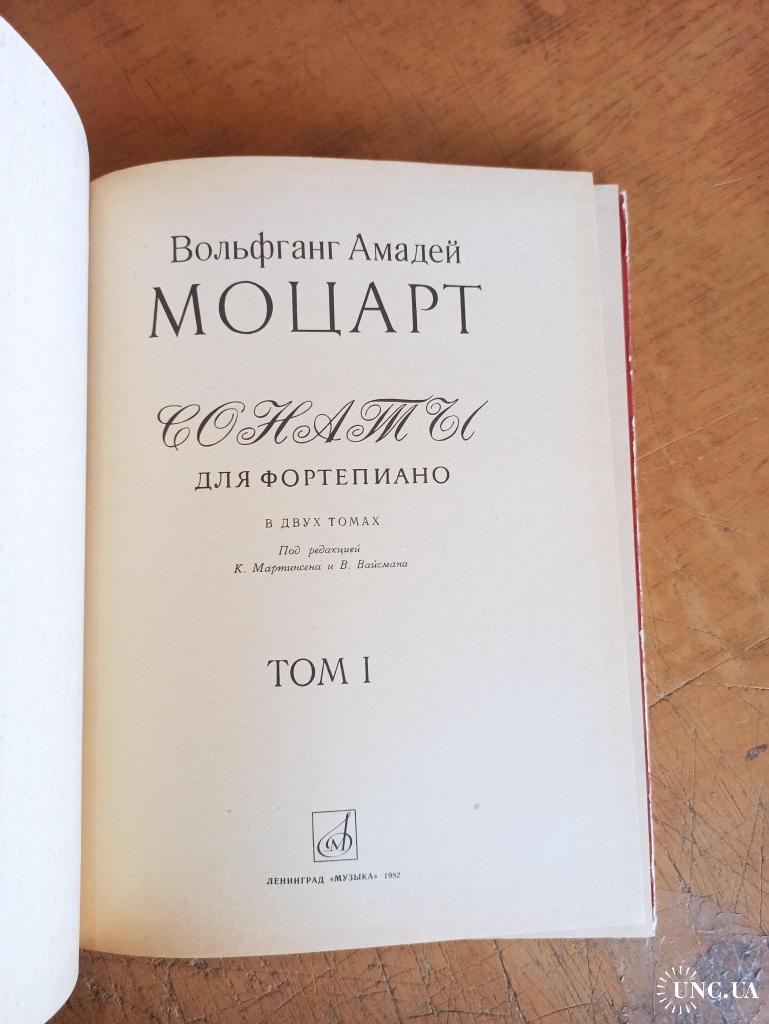 Вольфганг Амадей
МОЦАРТ
СОНАТЫ
ДЛЯ ФОРТЕПИАНО
В ДВУХ ТОМАХ
Под редакцией
К. Мартинсена и В. Вайсмана
ТОМ I
ЛЕНИНГРАД «МУЗЫКА» 1982
UNC.UA